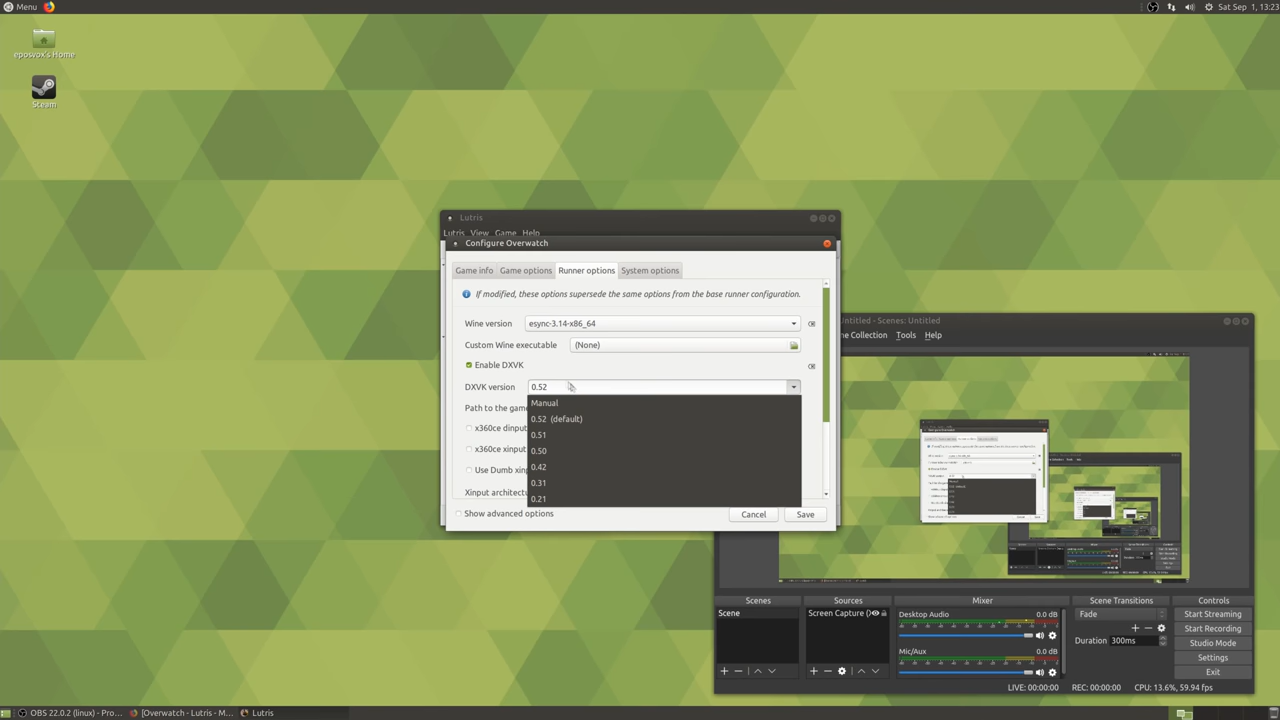 Menu
Sat Sep 1, 13:23
eposvox's Home
Steam
Lutris
Lutris View Game Help
Configure Overwatch
Game info Game options Runner options System options
If modified, these options supersede the same options from the base runner configuration.
Wine version esync-3.14-x86_64
Custom Wine executable (None)
Enable DXVK
DXVK version 0.52
Manual
Path to the gam
0.52 (default)
x360ce dinput
0.51
x360ce xinput
0.50
Use Dumb xin
0.42
0.31
Xinput architectu
0.21
Show advanced options
Cancel Save
Untitled - Scenes: Untitled
ne Collection Tools Help
Scenes Sources Mixer Scene Transitions Controls
Scene
Screen Capture (X
Desktop Audio 0.0 dB
Fade
Start Streaming
Start Recording
Duration 300ms
Studio Mode
Mic/Aux 0.0 dB
Settings
Exit
LIVE: 00:00:00 REC: 00:00:00 CPU: 13.6%, 59.94 fps
OBS 22.0.2 (linux) - Pro...
[Overwatch - Lutris - M...
Lutris